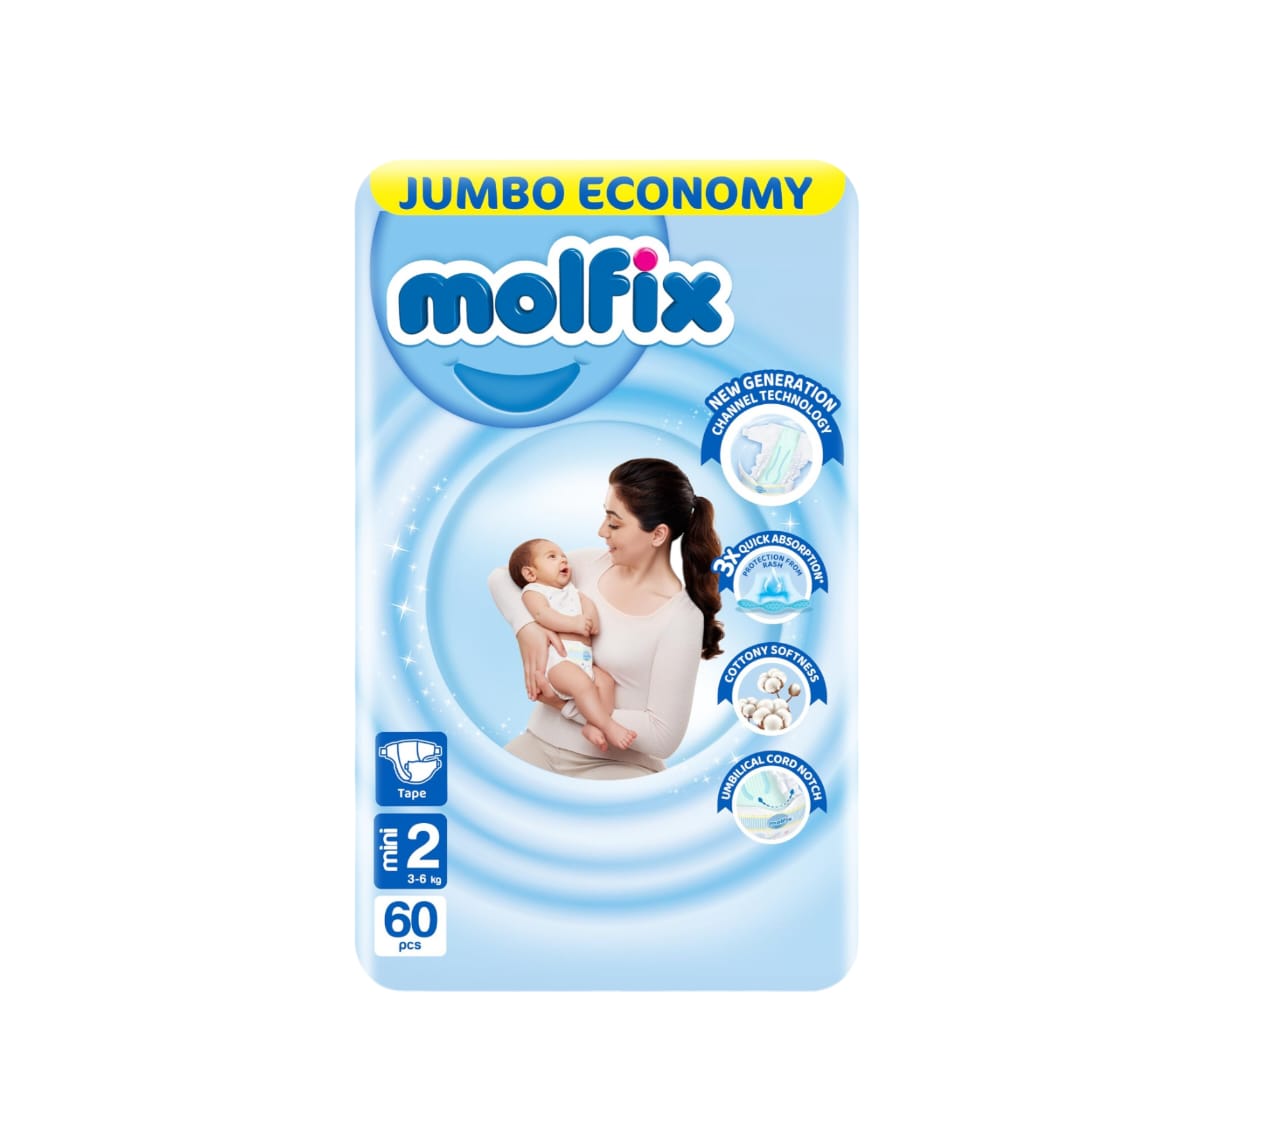 JUMBO ECONOMY
molfix
NEW GENERATION
CHANNEL TECHNOLOGY
3X QUICK ABSORPTION*
PROTECTION FROM
RASH
COTTONY SOFTNESS
UMBILICAL CORD NOTCH
molfix
Tape
mini 2
3-6 kg
60
pcs